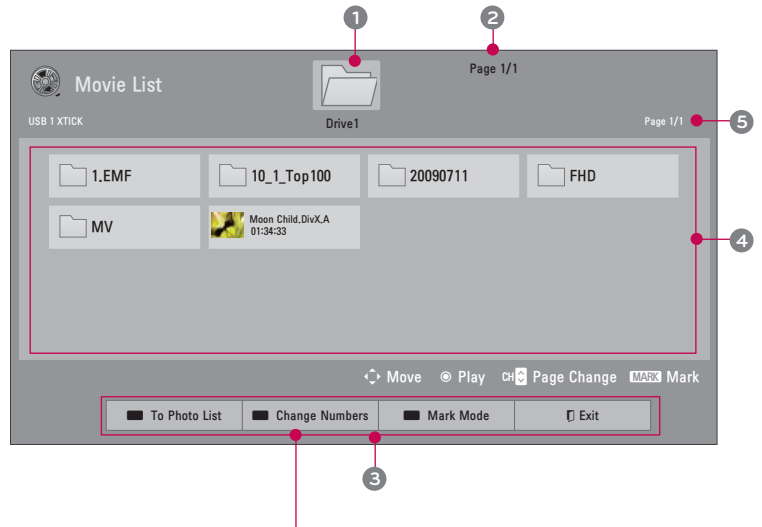 1
2
Page 1/1
Movie List
USB 1 XTICK
Drive1
Page 1/1
5
1.EMF
10_1_Top100
20090711
FHD
MV
Moon Child.DivX.A
01:34:33
4
Move
Play
CH Page Change
MARK Mark
To Photo List
Change Numbers
Mark Mode
Exit
3